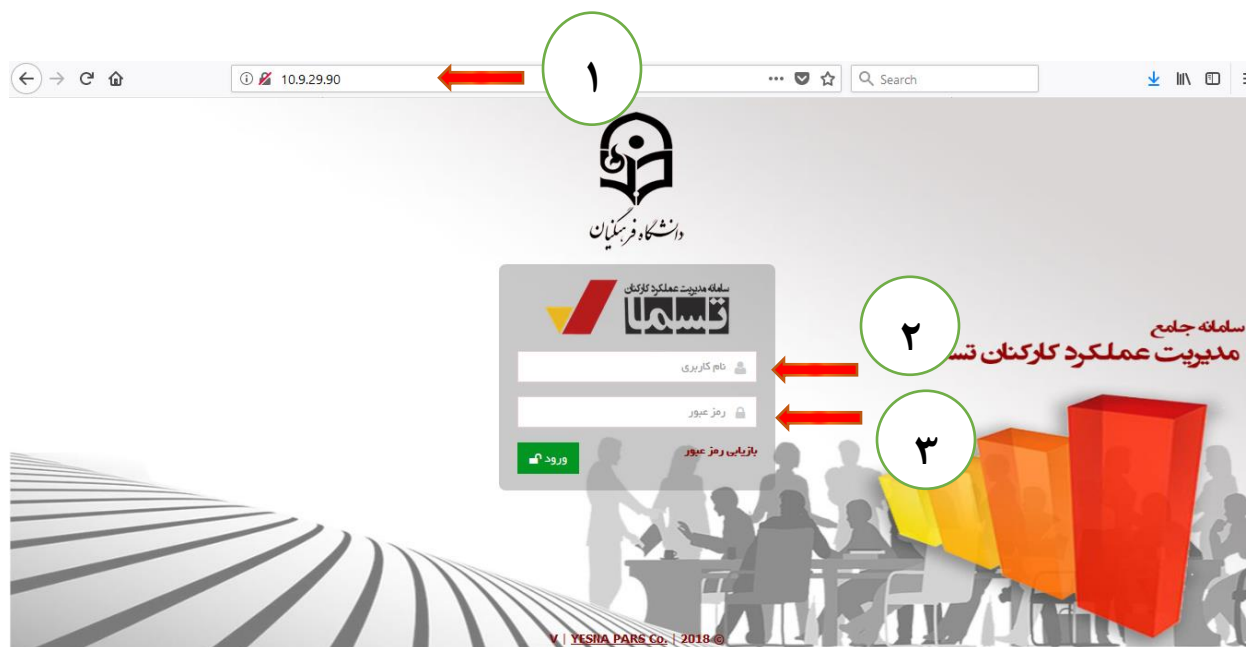 ۱
10.9.29.90
Search
دانشگاه فرهنگیان
سامانه مدیریت عملکرد کارکنان
تسما
۲
نام کاربری
سامانه جامع
مدیریت عملکرد کارکنان تس
رمز عبور
۳
بازیابی رمز عبور
ورود
V | YESNA PARS Co. | 2018 ©